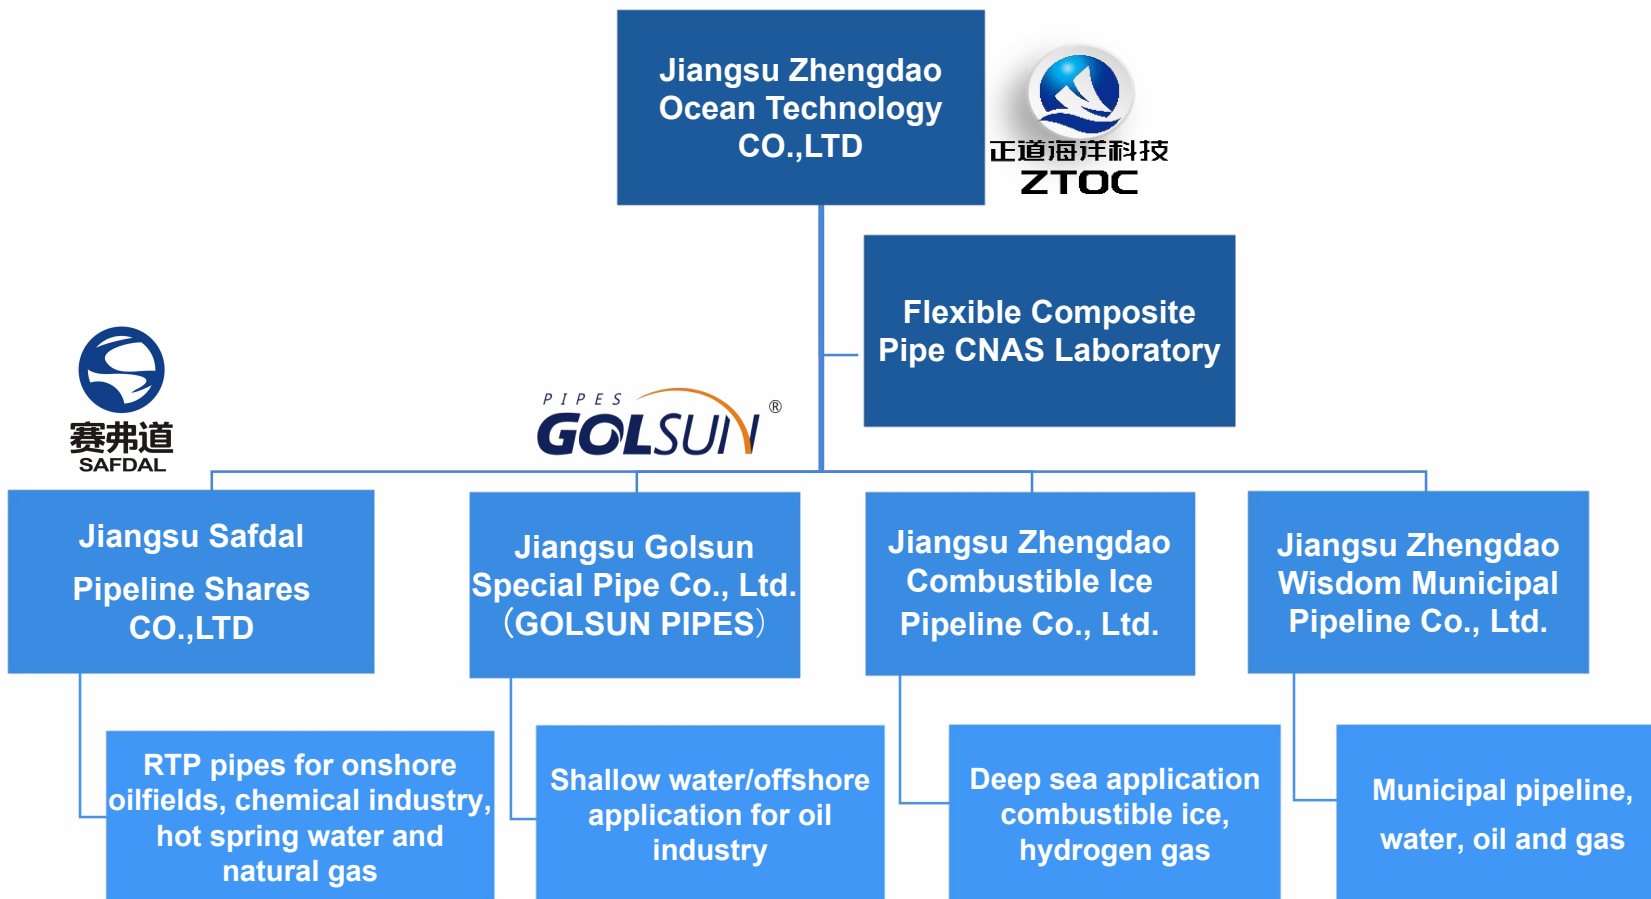 Jiangsu Zhengdao
Ocean Technology
CO.,LTD
正道海洋科技
ZTOC
Flexible Composite
Pipe CNAS Laboratory
赛弗道
SAFDAL
PIPES
GOLSUN ®
Jiangsu Safdal
Pipeline Shares
CO.,LTD
Jiangsu Golsun
Special Pipe Co., Ltd.
（GOLSUN PIPES）
Jiangsu Zhengdao
Combustible Ice
Pipeline Co., Ltd.
Jiangsu Zhengdao
Wisdom Municipal
Pipeline Co., Ltd.
RTP pipes for onshore
oilfields, chemical industry,
hot spring water and
natural gas
Shallow water/offshore
application for oil
industry
Deep sea application
combustible ice,
hydrogen gas
Municipal pipeline,
water, oil and gas